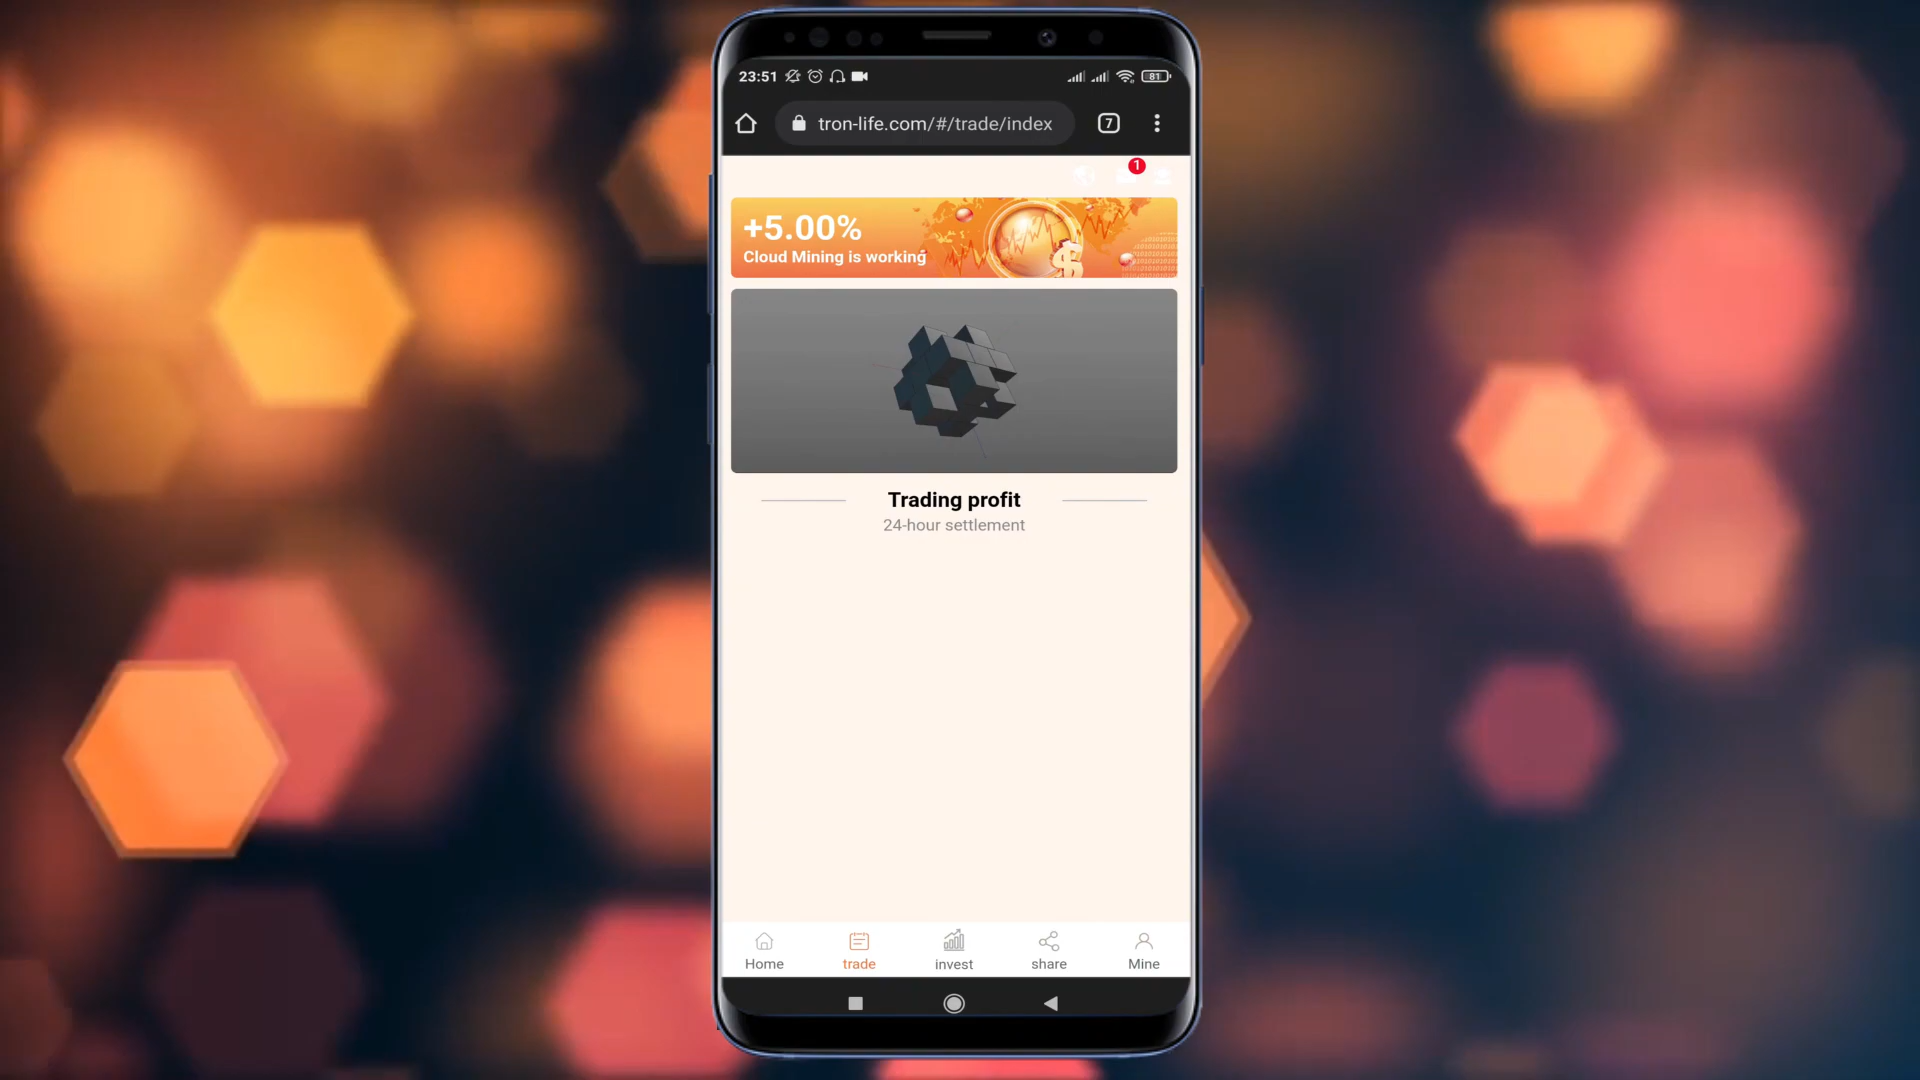 23:51 81
tron-life.com/#/trade/index 7
1
+5.00%
Cloud Mining is working
$
Trading profit
24-hour settlement
Home trade invest share Mine